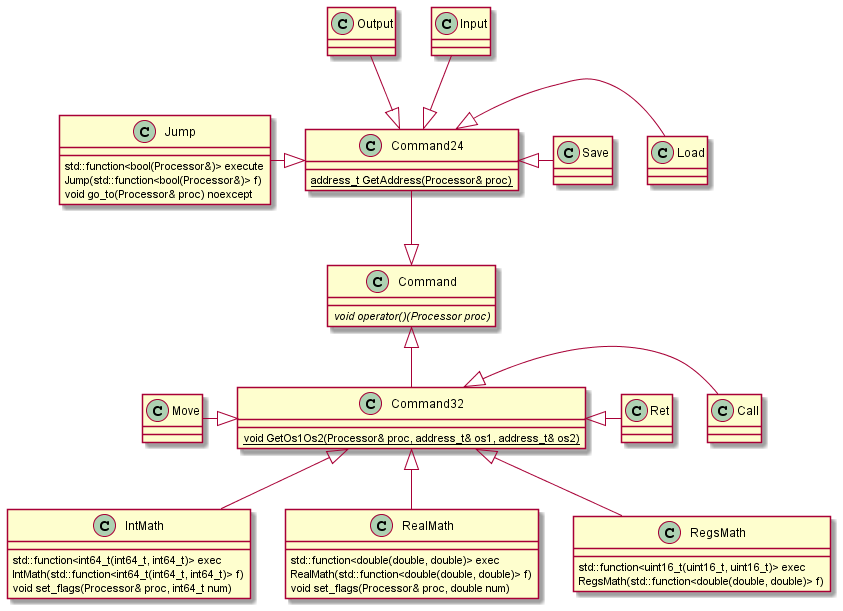 C Output
C Input
C Jump
std::function<bool(Processor&)> execute
Jump(std::function<bool(Processor&)> f)
void go_to(Processor& proc) noexcept
C Command24
address_t GetAddress(Processor& proc)
C Save
C Load
C Command
void operator()(Processor proc)
C Move
C Command32
void GetOs1Os2(Processor& proc, address_t& os1, address_t& os2)
C Ret
C Call
C IntMath
std::function<int64_t(int64_t, int64_t)> exec
IntMath(std::function<int64_t(int64_t, int64_t)> f)
void set_flags(Processor& proc, int64_t num)
C RealMath
std::function<double(double, double)> exec
RealMath(std::function<double(double, double)> f)
void set_flags(Processor& proc, double num)
C RegsMath
std::function<uint16_t(uint16_t, uint16_t)> exec
RegsMath(std::function<double(double, double)> f)